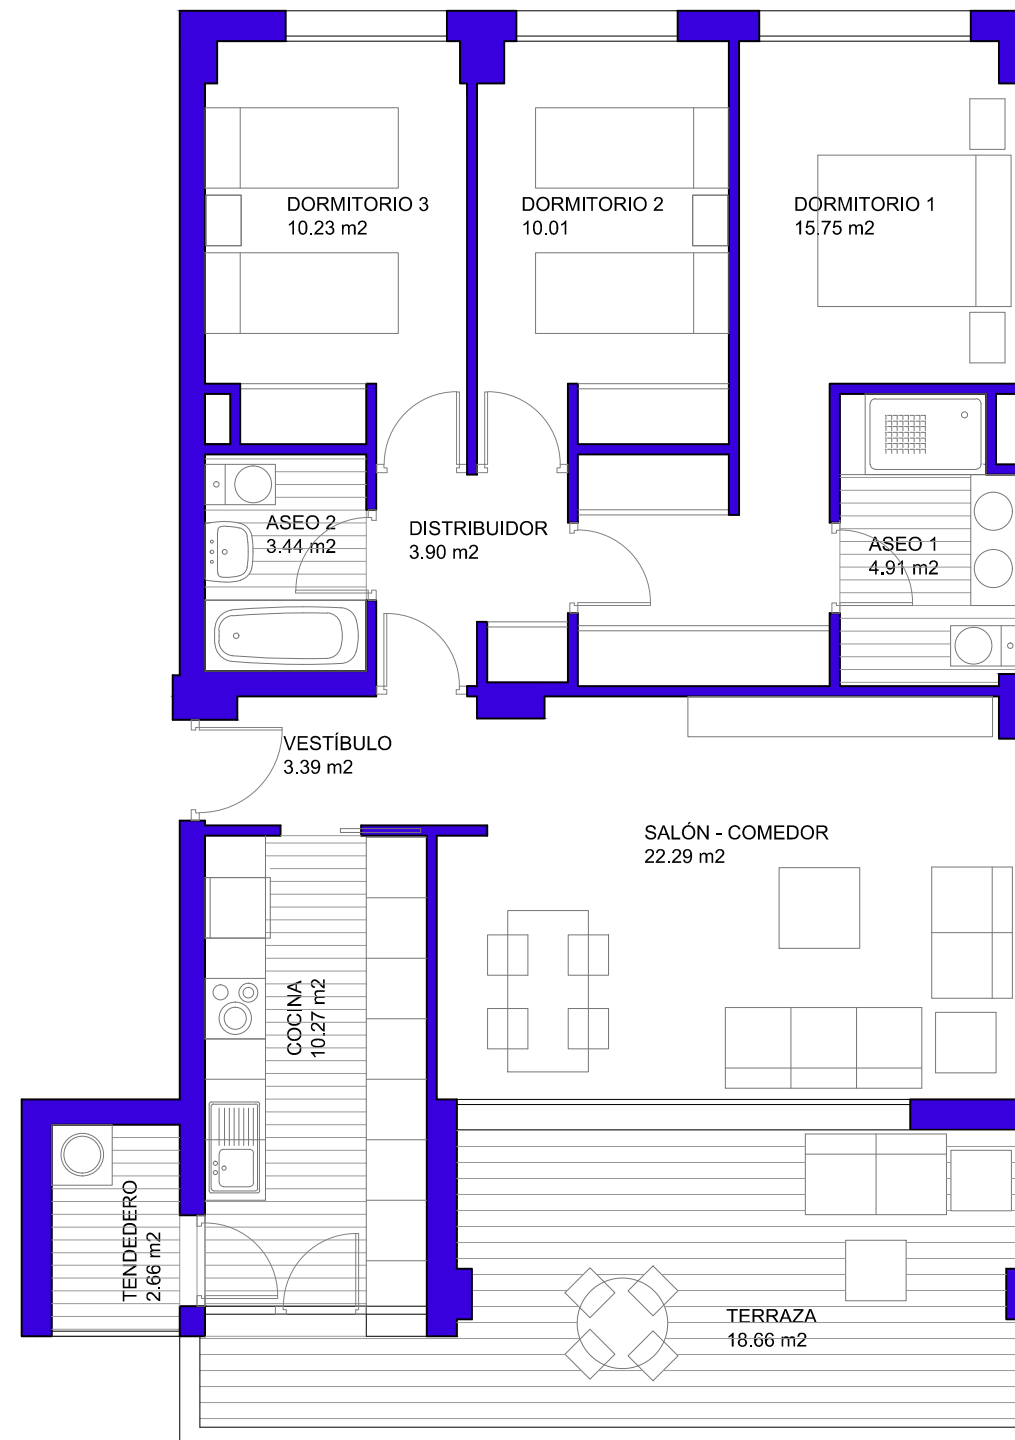 DORMITORIO 3
10.23 m2
DORMITORIO 2
10.01
DORMITORIO 1
15.75 m2
ASEO 2
3.44 m2
DISTRIBUIDOR
3.90 m2
ASEO 1
4.91 m2
VESTÍBULO
3.39 m2
SALÓN - COMEDOR
22.29 m2
COCINA
10.27 m2
TENDEDERO
2.66 m2
TERRAZA
18.66 m2